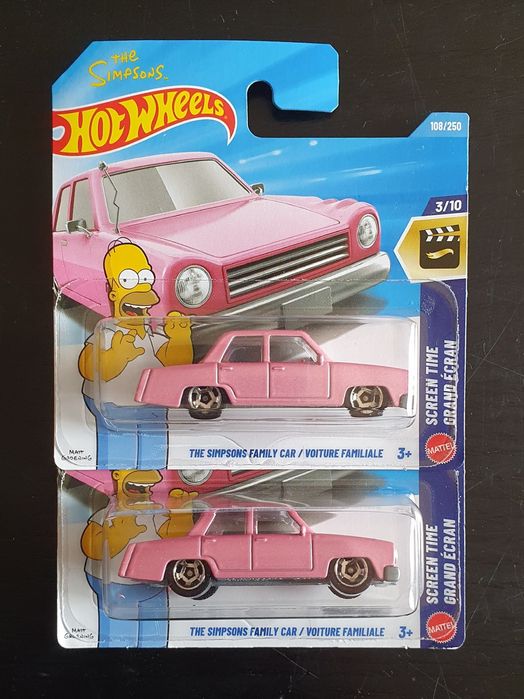 THE
SIMPSONS™
HOT WHEELS
108/250
3/10
SCREEN TIME
GRAND ÉCRAN
MATT
GROENING
THE SIMPSONS FAMILY CAR / VOITURE FAMILIALE
3+
MATTEL
SCREEN TIME
GRAND ÉCRAN
MATT
GROENING
THE SIMPSONS FAMILY CAR / VOITURE FAMILIALE
3+
MATTEL